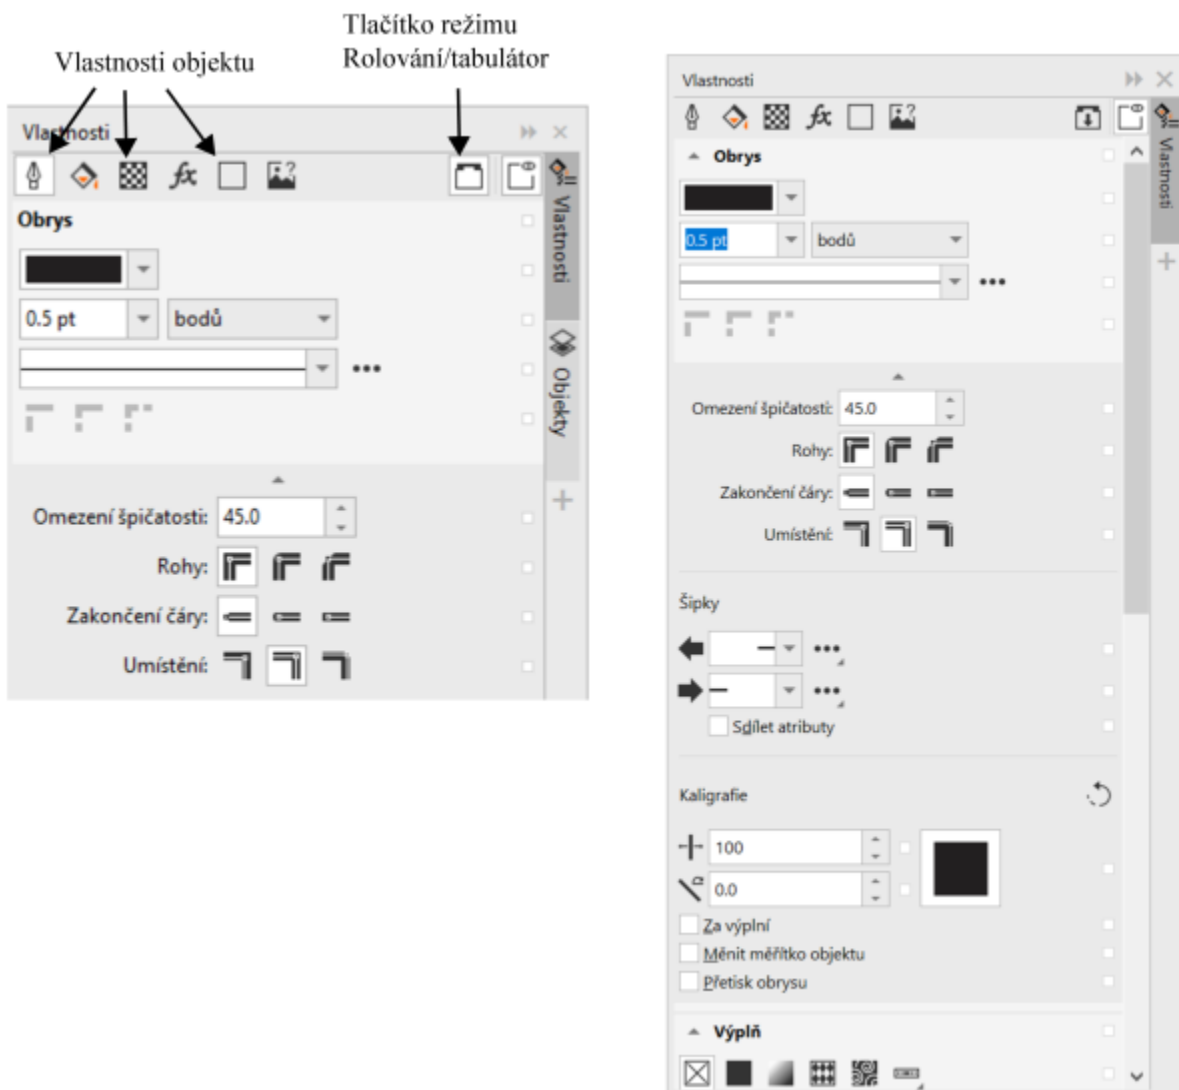 Tlačítko režimu
Rolování/tabulátor
Vlastnosti objektu
Vlastnosti
fx
Obrys
0.5 pt
bodů
Omezení špičatosti: 45.0
Rohy:
Zakončení čáry:
Umístění:
Vlastnosti
Objekty
Vlastnosti
fx
Obrys
0.5 pt
bodů
Omezení špičatosti: 45.0
Rohy:
Zakončení čáry:
Umístění:
Šipky
Sdílet atributy
Kaligrafie
100
0.0
Za výplní
Měnit měřítko objektu
Přetisk obrysu
Výplň
Vlastnosti